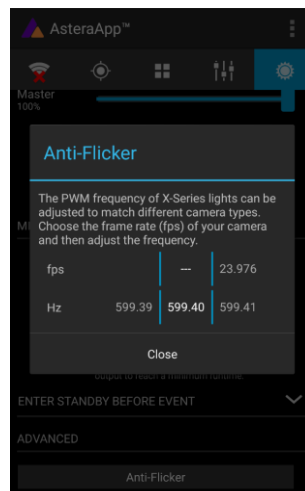 AsteraApp™
Master
100%
Anti-Flicker
The PWM frequency of X-Series lights can be
adjusted to match different camera types.
Choose the frame rate (fps) of your camera
and then adjust the frequency.
fps --- 23.976
Hz 599.39 599.40 599.41
Close
output to reach a minimum runtime.
ENTER STANDBY BEFORE EVENT
ADVANCED
Anti-Flicker